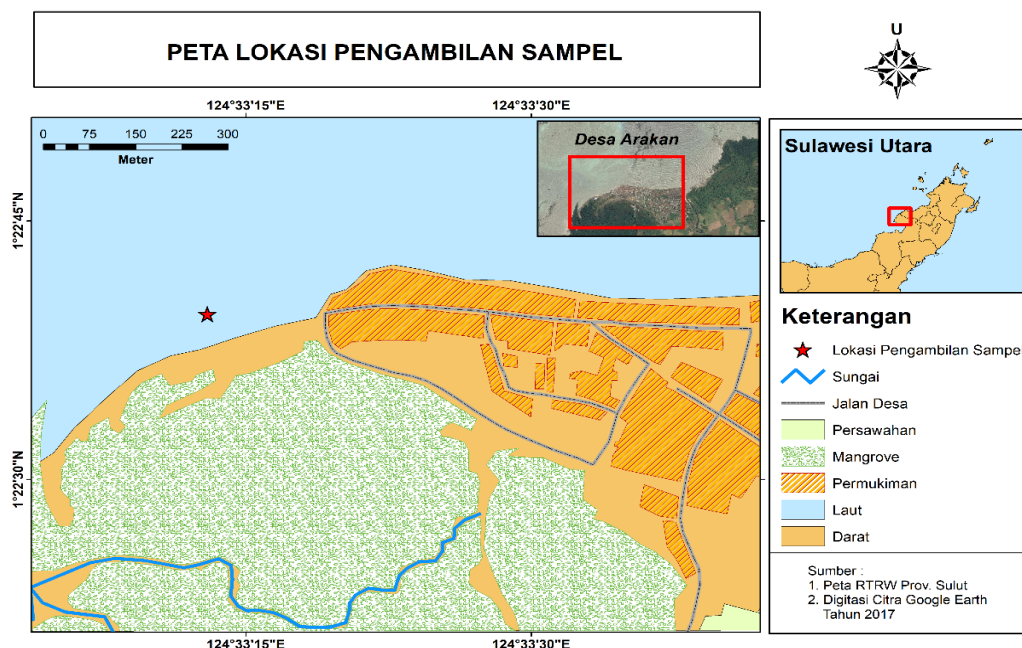 PETA LOKASI PENGAMBILAN SAMPEL
U
124°33'15"E
124°33'30"E
0 75 150 225 300
Meter
Desa Arakan
1°22'45"N
1°22'30"N
124°33'15"E
124°33'30"E
Sulawesi Utara
Keterangan
Lokasi Pengambilan Sampel
Sungai
Jalan Desa
Persawahan
Mangrove
Permukiman
Laut
Darat
Sumber :
1. Peta RTRW Prov. Sulut
2. Digitasi Citra Google Earth
Tahun 2017